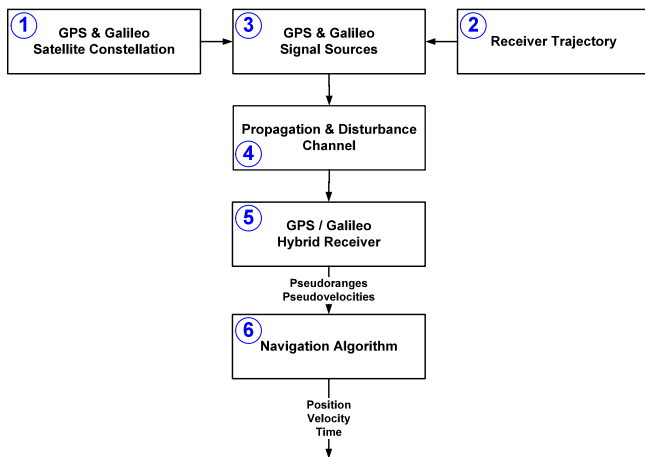 1
GPS & Galileo
Satellite Constellation
3
GPS & Galileo
Signal Sources
2
Receiver Trajectory
Propagation & Disturbance
Channel
4
5
GPS / Galileo
Hybrid Receiver
Pseudoranges
Pseudovelocities
6
Navigation Algorithm
Position
Velocity
Time